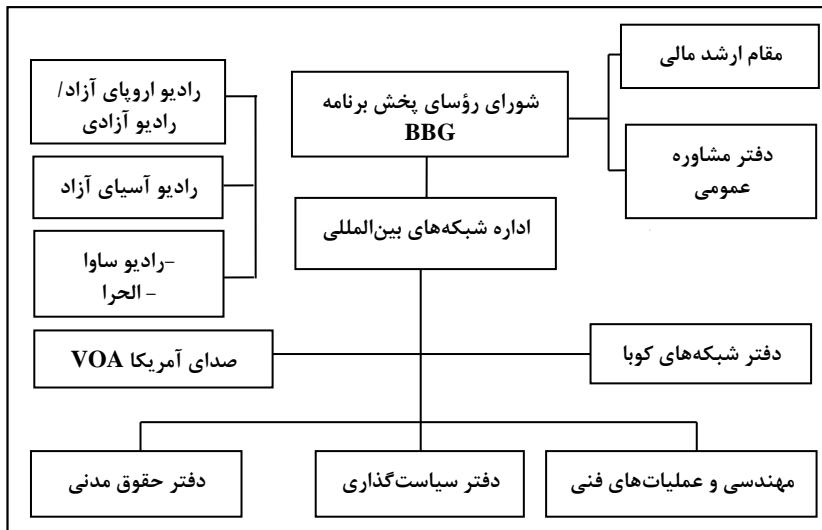 مقام ارشد مالی
شورای رؤسای پخش برنامه
BBG
رادیو اروپای آزاد/
رادیو آزادی
دفتر مشاوره
عمومی
رادیو آسیای آزاد
اداره شبکه‌های بین‌المللی
–رادیو ساوا
– الحرا
دفتر شبکه‌های کوبا
صدای آمریکا VOA
مهندسی و عملیات‌های فنی
دفتر سیاست‌گذاری
دفتر حقوق مدنی